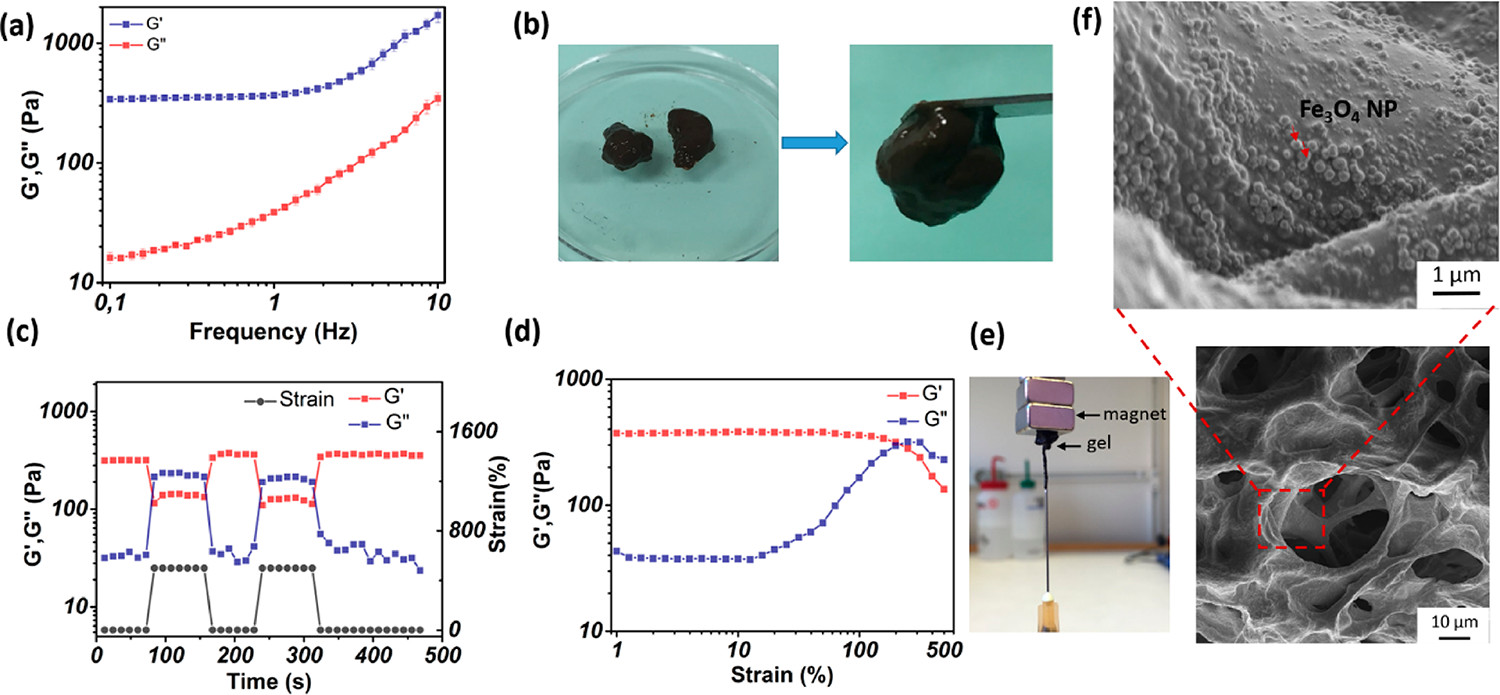 (a)
G'
G"
G',G" (Pa)
1000
100
10
0,1
1
10
Frequency (Hz)
(b)
(f)
Fe₃O₄ NP
1 µm
(c)
Strain
G'
G"
G',G" (Pa)
1000
100
10
Strain(%)
1600
800
0
0
100
200
300
400
500
Time (s)
(d)
G'
G"
G',G"(Pa)
1000
100
10
1
10
100
500
Strain (%)
(e)
magnet
gel
10 µm